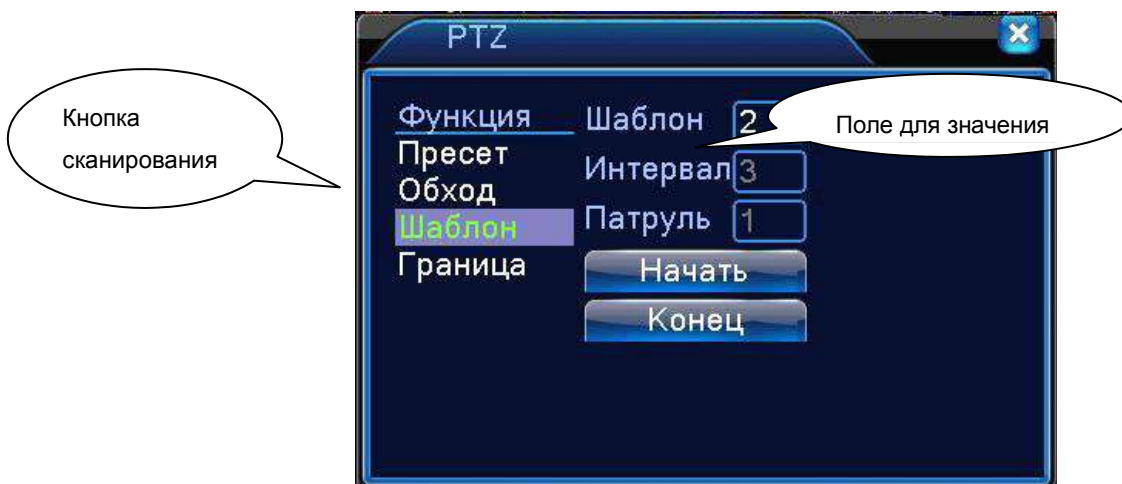 PTZ
Кнопка
сканирования
Функция
Пресет
Обход
Шаблон
Граница
Шаблон 2
Интервал 3
Патруль 1
Начать
Конец
Поле для значения